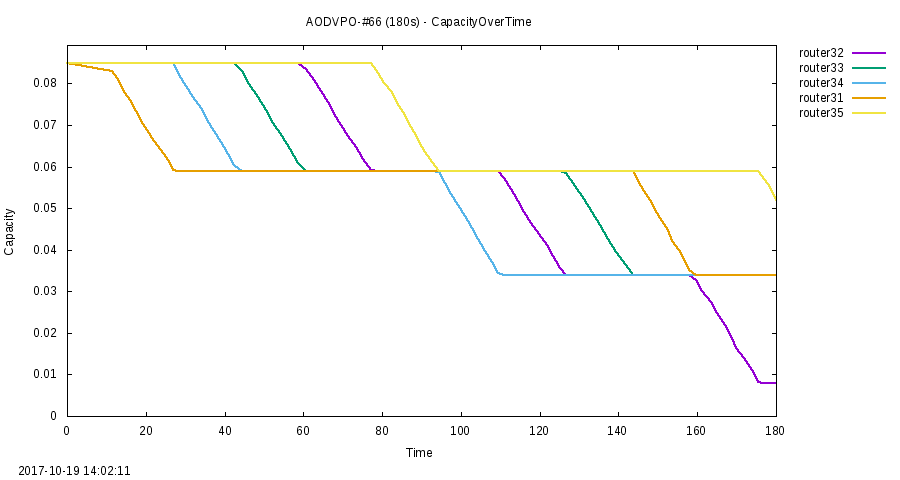 AODVPO-#66 (180s) - CapacityOverTime
router32
router33
router34
router31
router35
0.08
0.07
0.06
0.05
0.04
0.03
0.02
0.01
0
Capacity
0 20 40 60 80 100 120 140 160 180
Time
2017-10-19 14:02:11